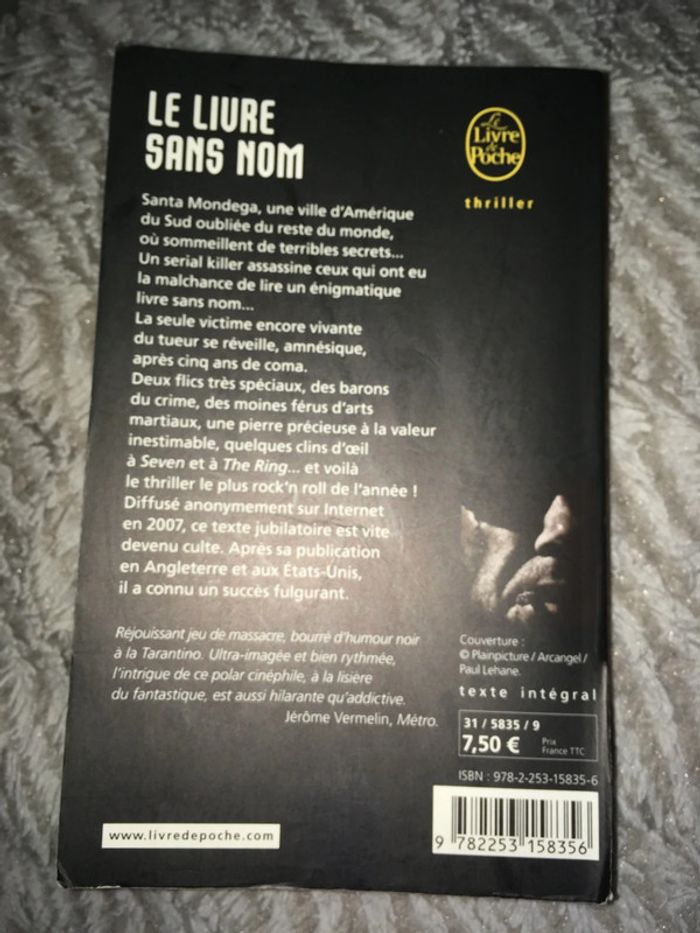 LE LIVRE
SANS NOM
Le
Livre
de
Poche
thriller
Santa Mondega, une ville d'Amérique
du Sud oubliée du reste du monde,
où sommeillent de terribles secrets...
Un serial killer assassine ceux qui ont eu
la malchance de lire un énigmatique
livre sans nom...
La seule victime encore vivante
du tueur se réveille, amnésique,
après cinq ans de coma.
Deux flics très spéciaux, des barons
du crime, des moines férus d'arts
martiaux, une pierre précieuse à la valeur
inestimable, quelques clins d'œil
à Seven et à The Ring... et voilà
le thriller le plus rock'n roll de l'année !
Diffusé anonymement sur Internet
en 2007, ce texte jubilatoire est vite
devenu culte. Après sa publication
en Angleterre et aux États-Unis,
il a connu un succès fulgurant.
Réjouissant jeu de massacre, bourré d'humour noir
à la Tarantino. Ultra-imagée et bien rythmée,
l'intrigue de ce polar cinéphile, à la lisière
du fantastique, est aussi hilarante qu'addictive.
Jérôme Vermelin, Métro.
Couverture :
© Plainpicture / Arcangel /
Paul Lehane.
texte intégral
31 / 5835 / 9
7,50 € Prix
France TTC
ISBN : 978-2-253-15835-6
9 782253 158356
www.livredepoche.com